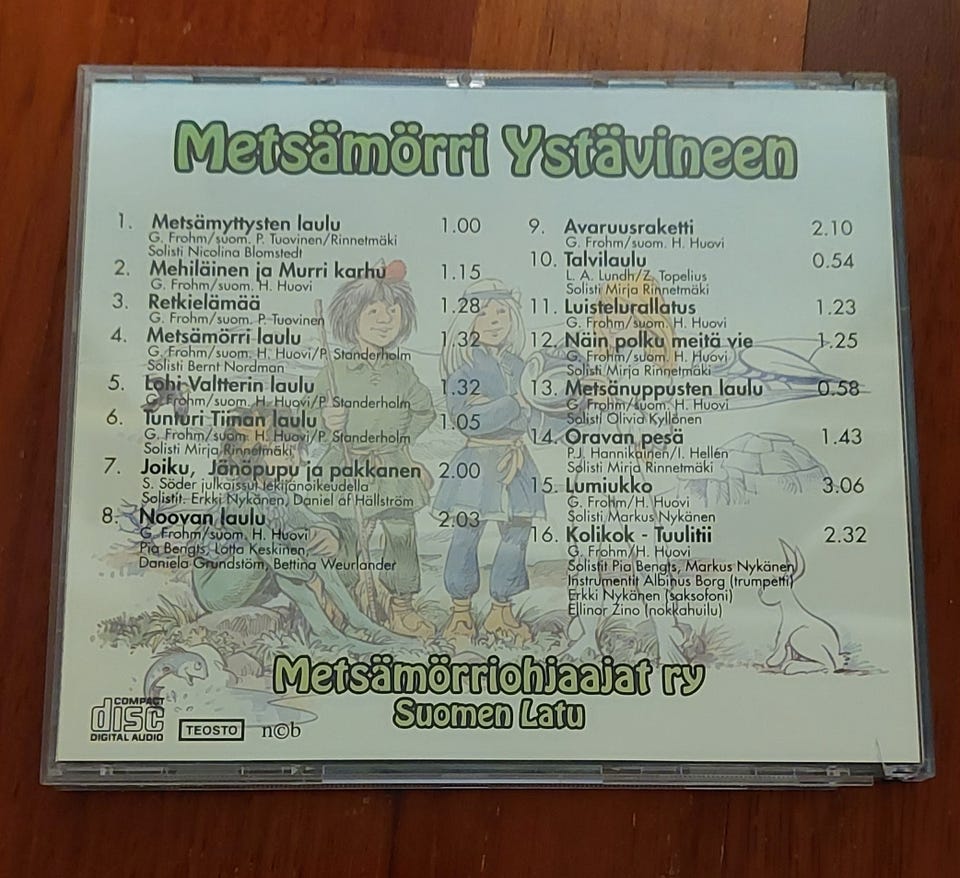 Metsämörri Ystävineen
1. Metsämyttysten laulu 1.00
G. Frohm/suom. P. Tuovinen/Rinnetmäki
Solisti Nicolina Blomstedt
2. Mehiläinen ja Murri karhu 1.15
G. Frohm/suom. H. Huovi
3. Retkielämää 1.28
G. Frohm/suom. P. Tuovinen
4. Metsämörri laulu 1.32
G. Frohm/suom. H. Huovi/P. Standerholm
Solisti Bernt Nordman
5. Lohi Valtterin laulu 1.32
G. Frohm/suom. H. Huovi/P. Standerholm
6. Tunturi Tiinan laulu 1.05
G. Frohm/suom. H. Huovi/P. Standerholm
Solisti Mirja Rinnetmäki
7. Joiku, Jänöpupu ja pakkanen 2.00
S. Söder julkaissut tekijänoikeudella
Solistit. Erkki Nykänen, Daniel af Hällström
8. Noovan laulu 2.03
G. Frohm/suom. H. Huovi
Pia Bengts, Lotta Keskinen,
Daniela Grundstöm, Bettina Weurlander
9. Avaruusraketti 2.10
G. Frohm/suom. H. Huovi
10. Talvilaulu 0.54
L. A. Lundh/Z. Topelius
Solisti Mirja Rinnetmäki
11. Luistelurallatus 1.23
G. Frohm/suom. H. Huovi
12. Näin polku meitä vie 1.25
G. Frohm/suom. H. Huovi
Solisti Mirja Rinnetmäki
13. Metsänuppusten laulu 0.58
G. Frohm/suom. H. Huovi
Solisti Olivia Kyllönen
14. Oravan pesä 1.43
P.J. Hannikainen/I. Hellén
Solisti Mirja Rinnetmäki
15. Lumiukko 3.06
G. Frohm/H. Huovi
Solisti Markus Nykänen
16. Kolikok - Tuulitii 2.32
G. Frohm/H. Huovi
Solistit Pia Bengts, Markus Nykänen
Instrumentit Albinus Borg (trumpetti)
Erkki Nykänen (saksofoni)
Ellinor Zino (nokkahuilu)
Metsämörriohjaajat ry
Suomen Latu
COMPACT
disc
DIGITAL AUDIO
TEOSTO
n©b